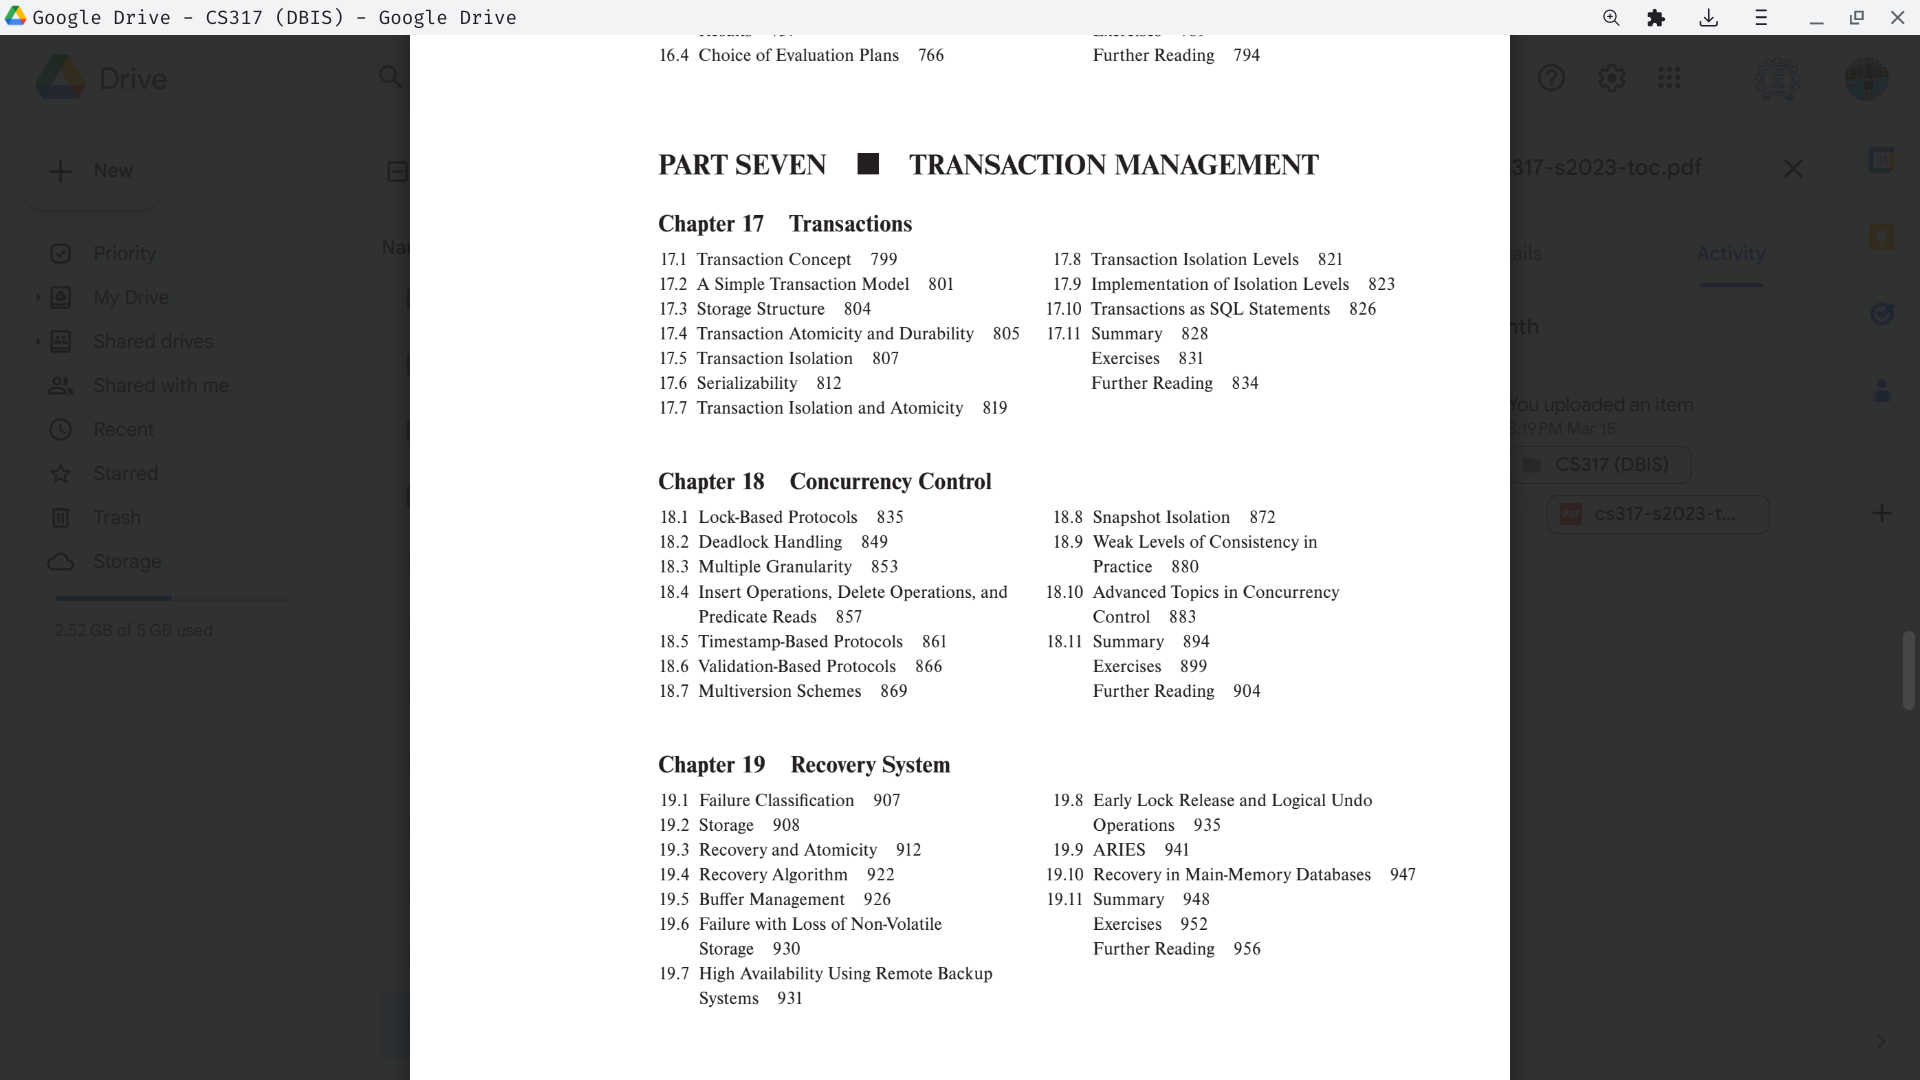 Google Drive - CS317 (DBIS) - Google Drive
Drive
New
Priority
My Drive
Shared drives
Shared with me
Recent
Starred
Trash
Storage
2.52 GB of 5 GB used
16.4 Choice of Evaluation Plans 766
Further Reading 794
PART SEVEN ■ TRANSACTION MANAGEMENT
Chapter 17 Transactions
17.1 Transaction Concept 799
17.2 A Simple Transaction Model 801
17.3 Storage Structure 804
17.4 Transaction Atomicity and Durability 805
17.5 Transaction Isolation 807
17.6 Serializability 812
17.7 Transaction Isolation and Atomicity 819
17.8 Transaction Isolation Levels 821
17.9 Implementation of Isolation Levels 823
17.10 Transactions as SQL Statements 826
17.11 Summary 828
Exercises 831
Further Reading 834
Chapter 18 Concurrency Control
18.1 Lock-Based Protocols 835
18.2 Deadlock Handling 849
18.3 Multiple Granularity 853
18.4 Insert Operations, Delete Operations, and
Predicate Reads 857
18.5 Timestamp-Based Protocols 861
18.6 Validation-Based Protocols 866
18.7 Multiversion Schemes 869
18.8 Snapshot Isolation 872
18.9 Weak Levels of Consistency in
Practice 880
18.10 Advanced Topics in Concurrency
Control 883
18.11 Summary 894
Exercises 899
Further Reading 904
Chapter 19 Recovery System
19.1 Failure Classification 907
19.2 Storage 908
19.3 Recovery and Atomicity 912
19.4 Recovery Algorithm 922
19.5 Buffer Management 926
19.6 Failure with Loss of Non-Volatile
Storage 930
19.7 High Availability Using Remote Backup
Systems 931
19.8 Early Lock Release and Logical Undo
Operations 935
19.9 ARIES 941
19.10 Recovery in Main-Memory Databases 947
19.11 Summary 948
Exercises 952
Further Reading 956
317-s2023-toc.pdf
Activity
You uploaded an item
8:19 PM Mar 15
CS317 (DBIS)
PDF cs317-s2023-t...